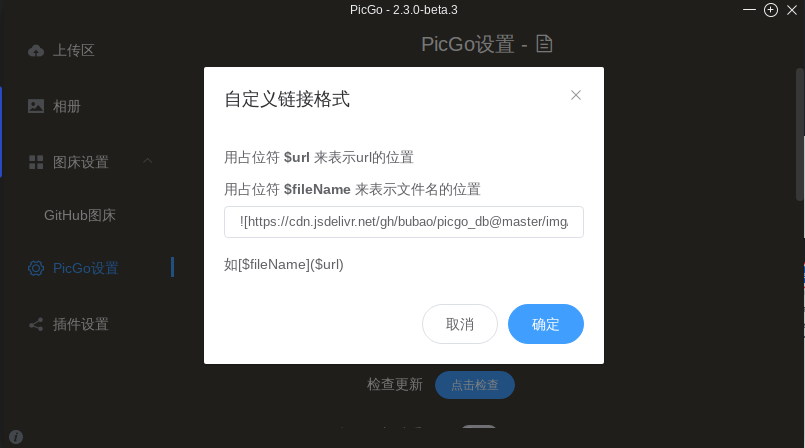 PicGo - 2.3.0-beta.3
上传区
相册
图床设置
GitHub图床
PicGo设置
插件设置
PicGo设置 -
自定义链接格式
用占位符 $url 来表示url的位置
用占位符 $fileName 来表示文件名的位置
![https://cdn.jsdelivr.net/gh/bubao/picgo_db@master/img/
如[$fileName]($url)
取消
确定
检查更新
点击检查